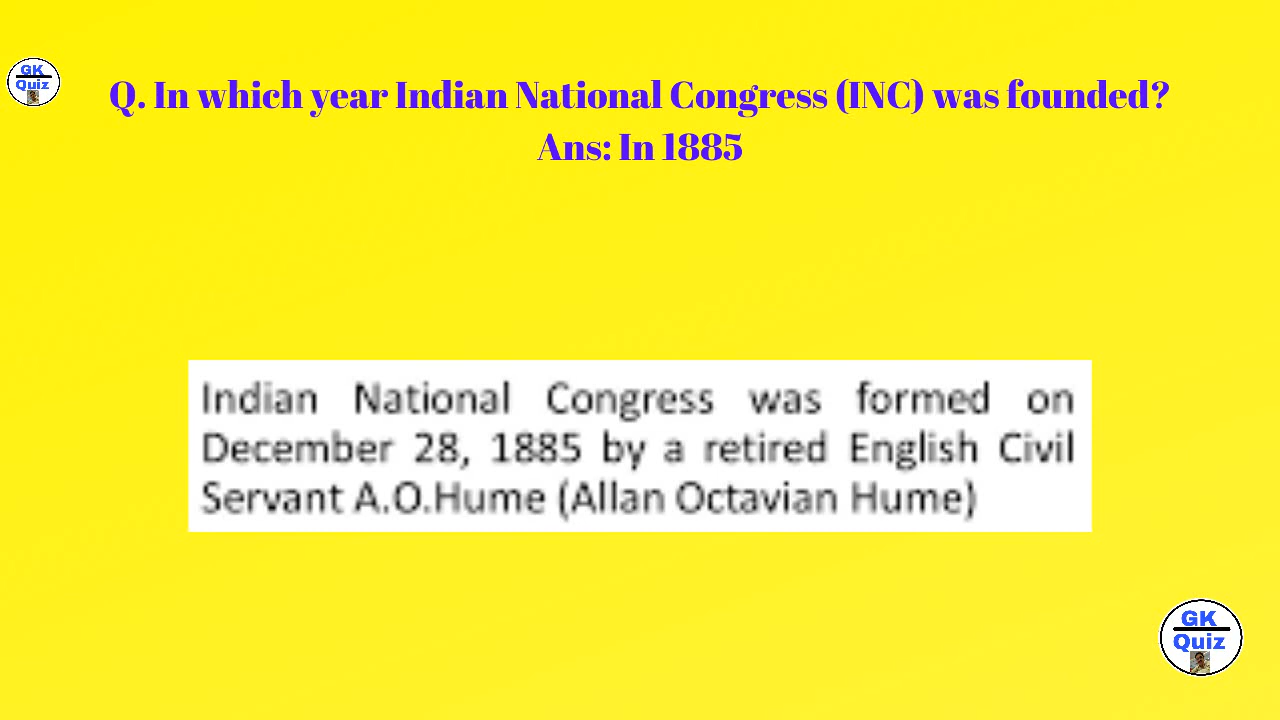 GK
Quiz
Q. In which year Indian National Congress (INC) was founded?
Ans: In 1885
Indian National Congress was formed on
December 28, 1885 by a retired English Civil
Servant A.O.Hume (Allan Octavian Hume)
GK
Quiz